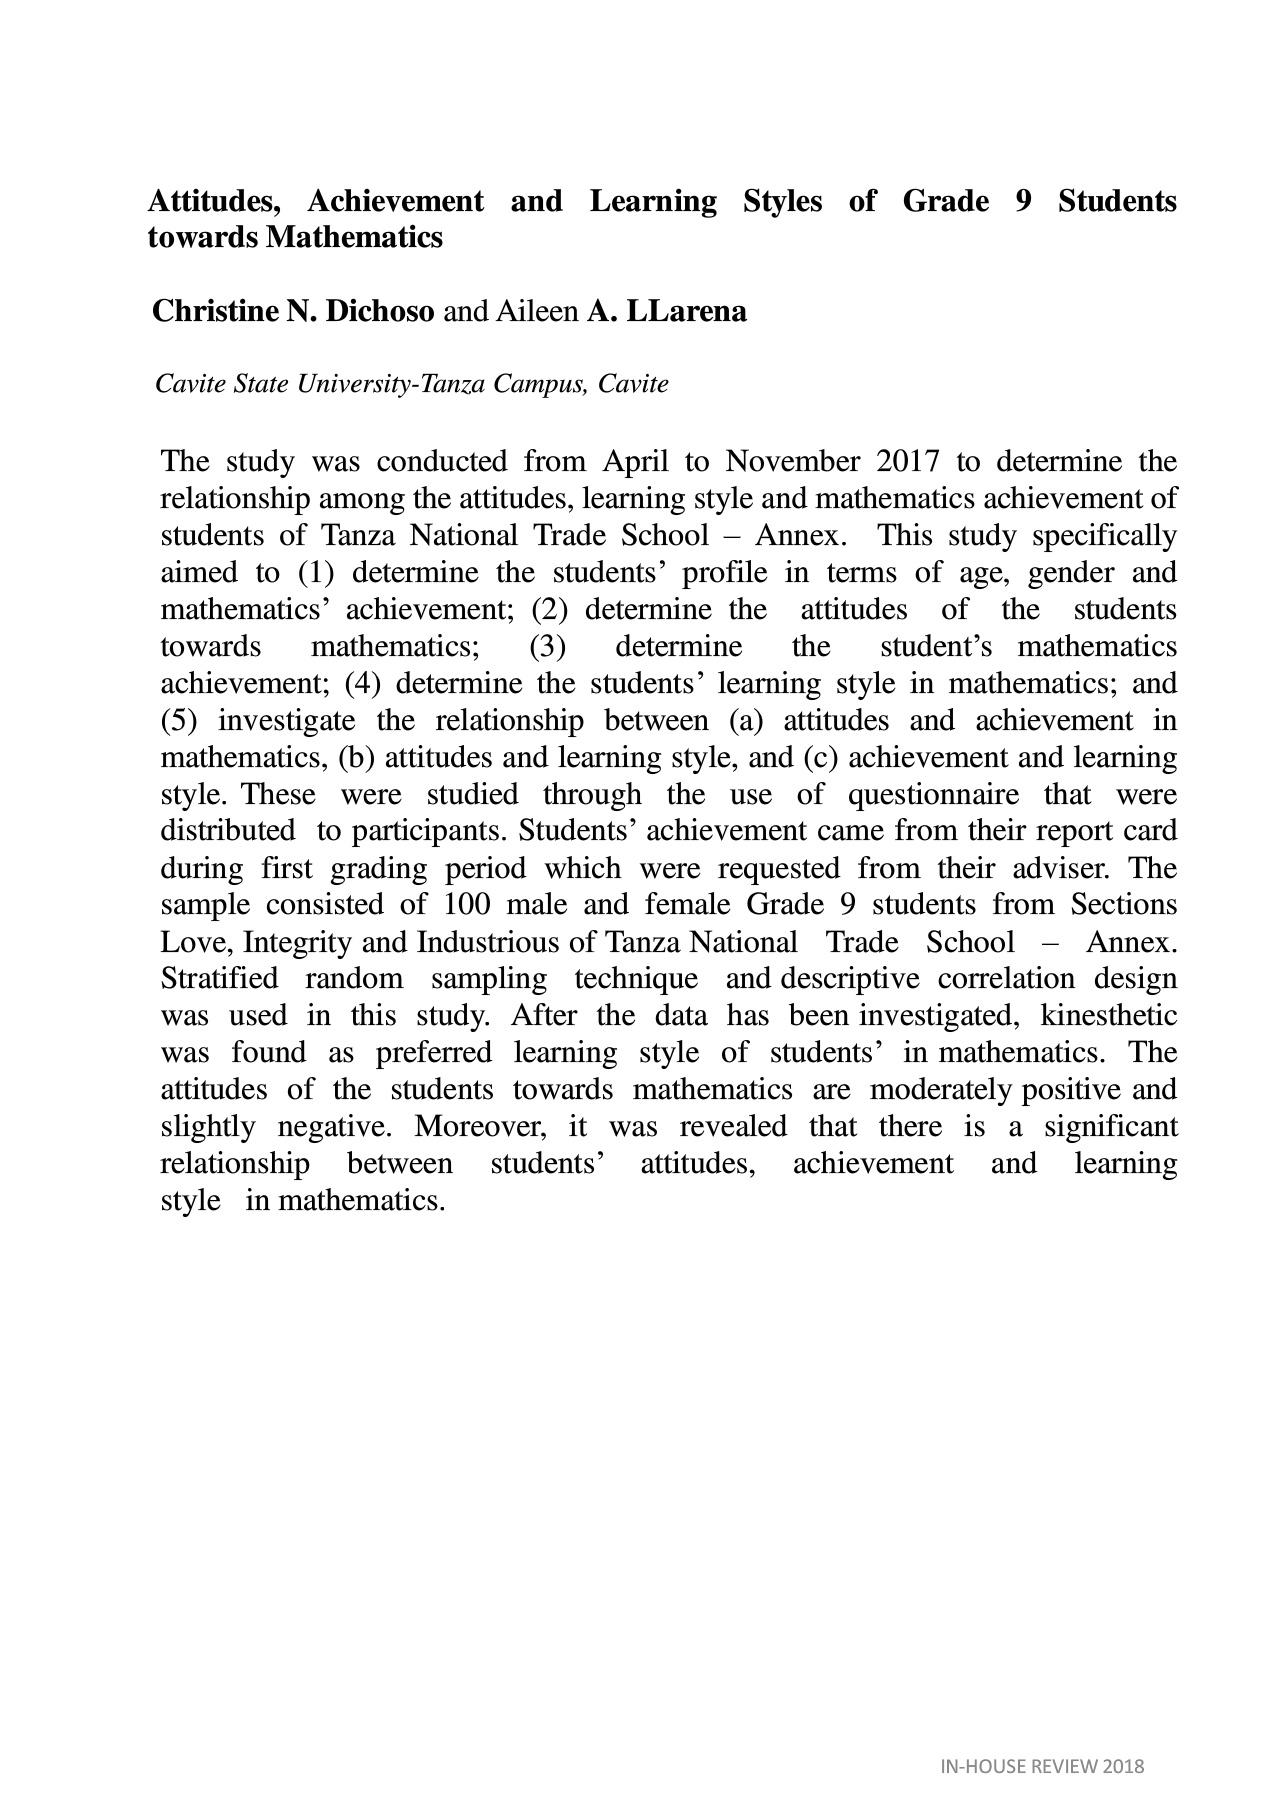 Attitudes, Achievement and Learning Styles of Grade 9 Students
towards Mathematics
Christine N. Dichoso and Aileen A. LLarena
Cavite State University-Tanza Campus, Cavite
The study was conducted from April to November 2017 to determine the
relationship among the attitudes, learning style and mathematics achievement of
students of Tanza National Trade School – Annex. This study specifically
aimed to (1) determine the students’ profile in terms of age, gender and
mathematics’ achievement; (2) determine the attitudes of the students
towards mathematics; (3) determine the student’s mathematics
achievement; (4) determine the students’ learning style in mathematics; and
(5) investigate the relationship between (a) attitudes and achievement in
mathematics, (b) attitudes and learning style, and (c) achievement and learning
style. These were studied through the use of questionnaire that were
distributed to participants. Students’ achievement came from their report card
during first grading period which were requested from their adviser. The
sample consisted of 100 male and female Grade 9 students from Sections
Love, Integrity and Industrious of Tanza National Trade School – Annex.
Stratified random sampling technique and descriptive correlation design
was used in this study. After the data has been investigated, kinesthetic
was found as preferred learning style of students’ in mathematics. The
attitudes of the students towards mathematics are moderately positive and
slightly negative. Moreover, it was revealed that there is a significant
relationship between students’ attitudes, achievement and learning
style in mathematics.
IN-HOUSE REVIEW 2018